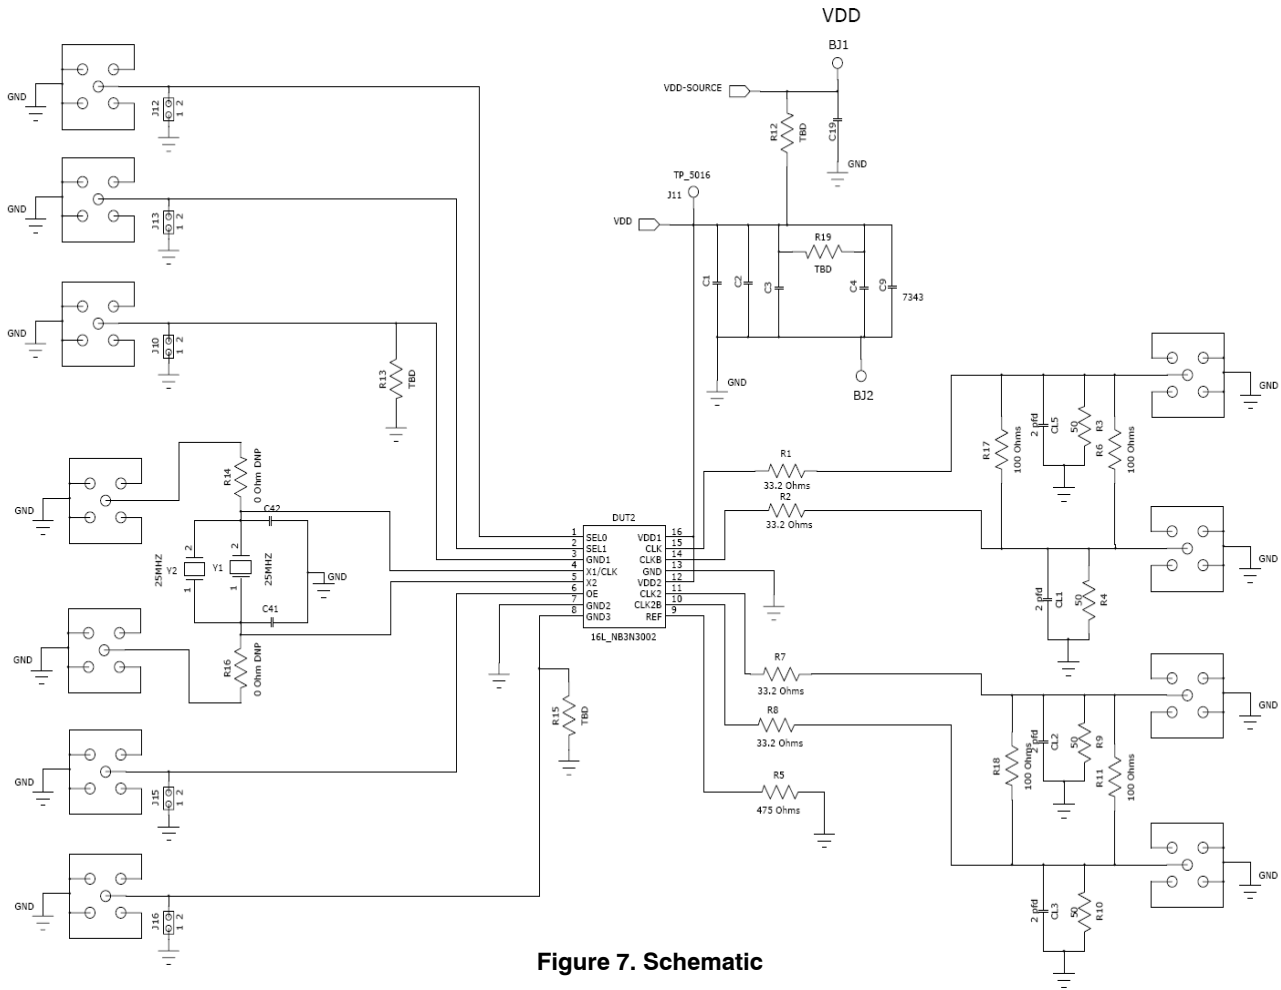 VDD
BJ1
VDD-SOURCE
R12
TBD
C19
GND
TP_5016
J11
VDD
R19
TBD
C1
C2
C3
C4
C9
7343
GND
BJ2
GND
J12
1 2
GND
J13
1 2
GND
J10
1 2
R13
TBD
GND
R14
0 Ohm DNP
C42
25MHZ
Y2
2
1
Y1
2
1
25MHZ
GND
C41
GND
R16
0 Ohm DNP
GND
J15
1 2
GND
J16
1 2
DUT2
1 SEL0 VDD1 16
2 SEL1 CLK 15
3 GND1 CLKB 14
4 X1/CLK GND 13
5 X2 VDD2 12
6 OE CLK2 11
7 GND2 CLK2B 10
8 GND3 REF 9
16L_NB3N3002
R15
TBD
R1
33.2 Ohms
R2
33.2 Ohms
R7
33.2 Ohms
R8
33.2 Ohms
R5
475 Ohms
R17
100 Ohms
2 pfd
CL5
50
R3
R6
100 Ohms
GND
2 pfd
CL1
50
R4
GND
R18
100 Ohms
2 pfd
CL2
50
R9
R11
100 Ohms
GND
2 pfd
CL3
50
R10
GND
Figure 7. Schematic